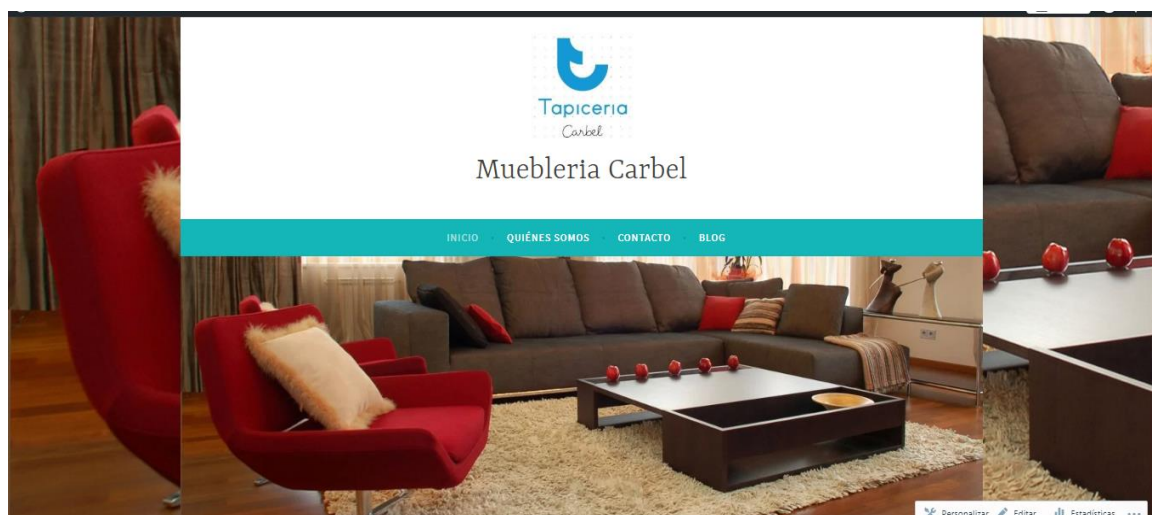 Tapiceria
Carbel
Muebleria Carbel
INICIO QUIÉNES SOMOS CONTACTO BLOG
Personalizar Editar Estadísticas